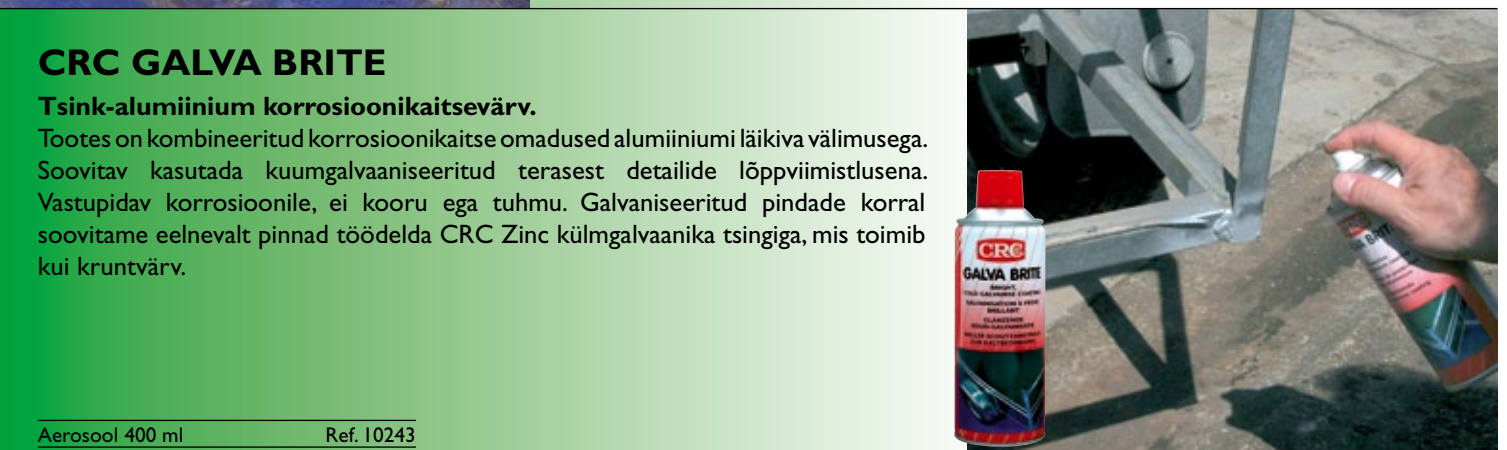 CRC GALVA BRITE
Tsink-alumiinium korrosioonikaitsevärv.
Tootes on kombineeritud korrosioonikaitse omadused alumiiniumi läikiva välimusega.
Soovitav kasutada kuumgalvaaniseeritud terasest detailide lõppviimistlusena.
Vastupidav korrosioonile, ei kooru ega tuhmu. Galvaniseeritud pindade korral
soovitame eelnevalt pinnad töödelda CRC Zinc külmgalvaanika tsingiga, mis toimib
kui kruntvärv.
Aerosool 400 ml Ref. 10243
CRC
GALVA BRITE
BRIGHT,
BRILLANT